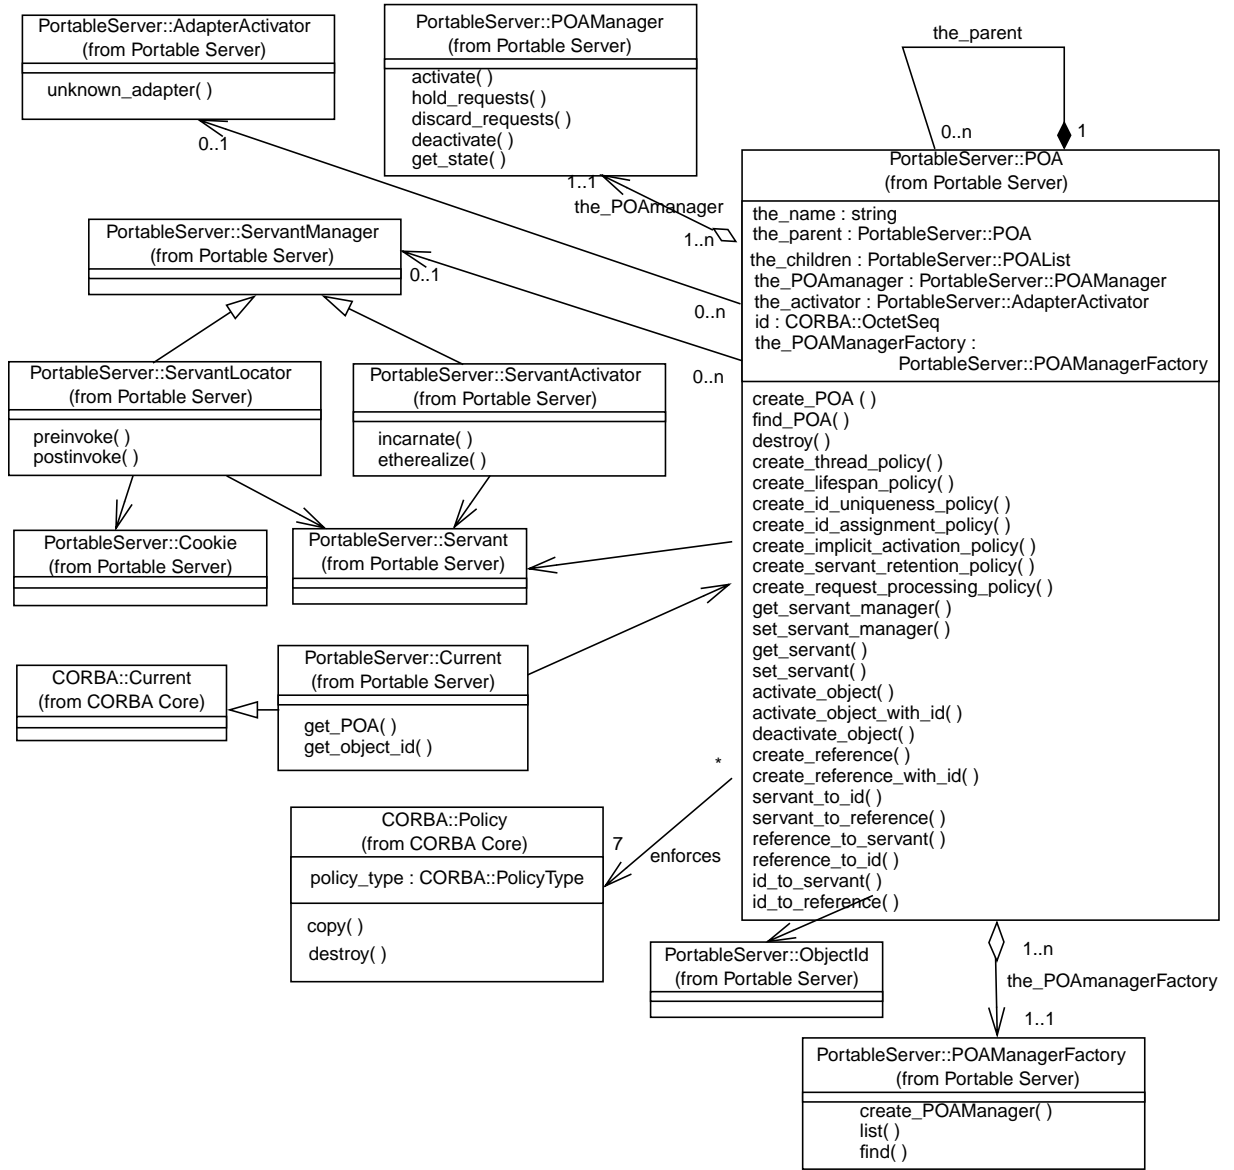 PortableServer::AdapterActivator
(from Portable Server)
unknown_adapter( )
PortableServer::POAManager
(from Portable Server)
activate( )
hold_requests( )
discard_requests( )
deactivate( )
get_state( )
the_parent
0..n
1
0..1
1..1
the_POAmanager
1..n
PortableServer::ServantManager
(from Portable Server)
0..1
0..n
0..n
PortableServer::POA
(from Portable Server)
the_name : string
the_parent : PortableServer::POA
the_children : PortableServer::POAList
the_POAmanager : PortableServer::POAManager
the_activator : PortableServer::AdapterActivator
id : CORBA::OctetSeq
the_POAManagerFactory :
PortableServer::POAManagerFactory
create_POA ( )
find_POA( )
destroy( )
create_thread_policy( )
create_lifespan_policy( )
create_id_uniqueness_policy( )
create_id_assignment_policy( )
create_implicit_activation_policy( )
create_servant_retention_policy( )
create_request_processing_policy( )
get_servant_manager( )
set_servant_manager( )
get_servant( )
set_servant( )
activate_object( )
activate_object_with_id( )
deactivate_object( )
create_reference( )
create_reference_with_id( )
servant_to_id( )
servant_to_reference( )
reference_to_servant( )
reference_to_id( )
id_to_servant( )
id_to_reference( )
PortableServer::ServantLocator
(from Portable Server)
preinvoke( )
postinvoke( )
PortableServer::ServantActivator
(from Portable Server)
incarnate( )
etherealize( )
PortableServer::Cookie
(from Portable Server)
PortableServer::Servant
(from Portable Server)
CORBA::Current
(from CORBA Core)
PortableServer::Current
(from Portable Server)
get_POA( )
get_object_id( )
*
7
enforces
CORBA::Policy
(from CORBA Core)
policy_type : CORBA::PolicyType
copy( )
destroy( )
PortableServer::ObjectId
(from Portable Server)
1..n
the_POAmanagerFactory
1..1
PortableServer::POAManagerFactory
(from Portable Server)
create_POAManager( )
list( )
find( )